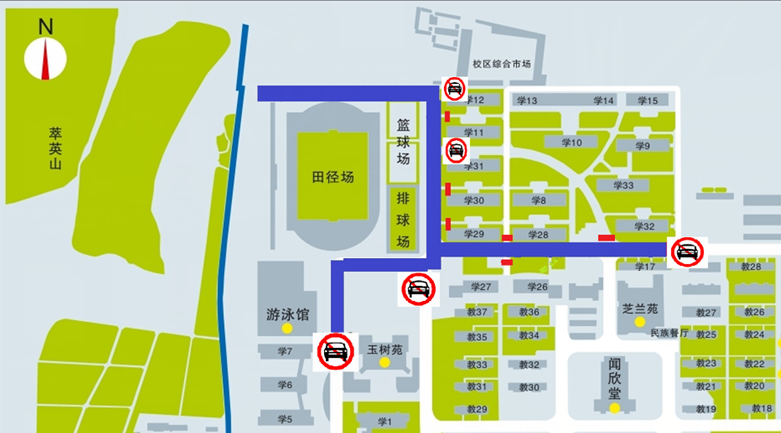 N
萃英山
校区综合市场
学12
学13
学14
学15
学11
学10
学9
篮球场
学31
田径场
学33
学30
学8
排球场
学29
学28
学32
学17
教28
学27
学26
游泳馆
教37
教36
芝兰苑
教27
教26
民族餐厅
教35
教34
教25
教24
学7
玉树苑
教33
教32
闻欣堂
教23
教22
学6
教31
教30
教21
教20
学5
学1
教29
教19
教18